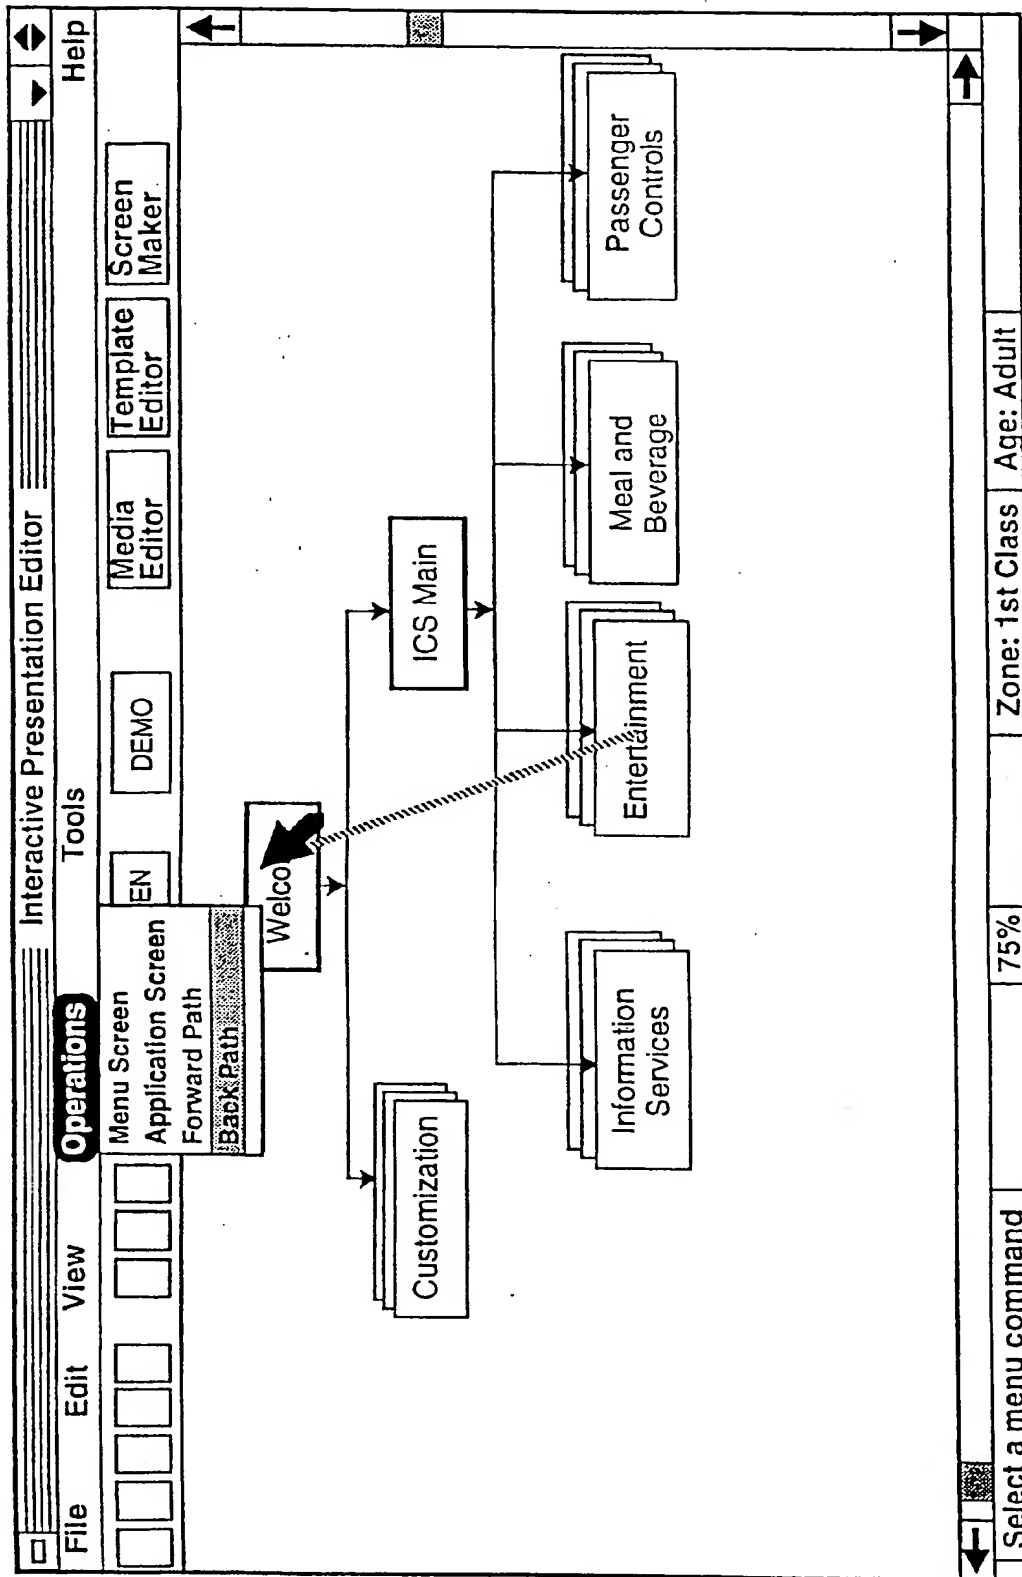 Interactive Presentation Editor
File Edit View Operations Tools Help
EN DEMO Media Editor Template Editor Screen Maker
Menu Screen
Application Screen
Forward Path
Back Path
Welco
Customization
ICS Main
Information
Services
Entertainment
Meal and
Beverage
Passenger
Controls
Select a menu command 75% Zone: 1st Class Age: Adult